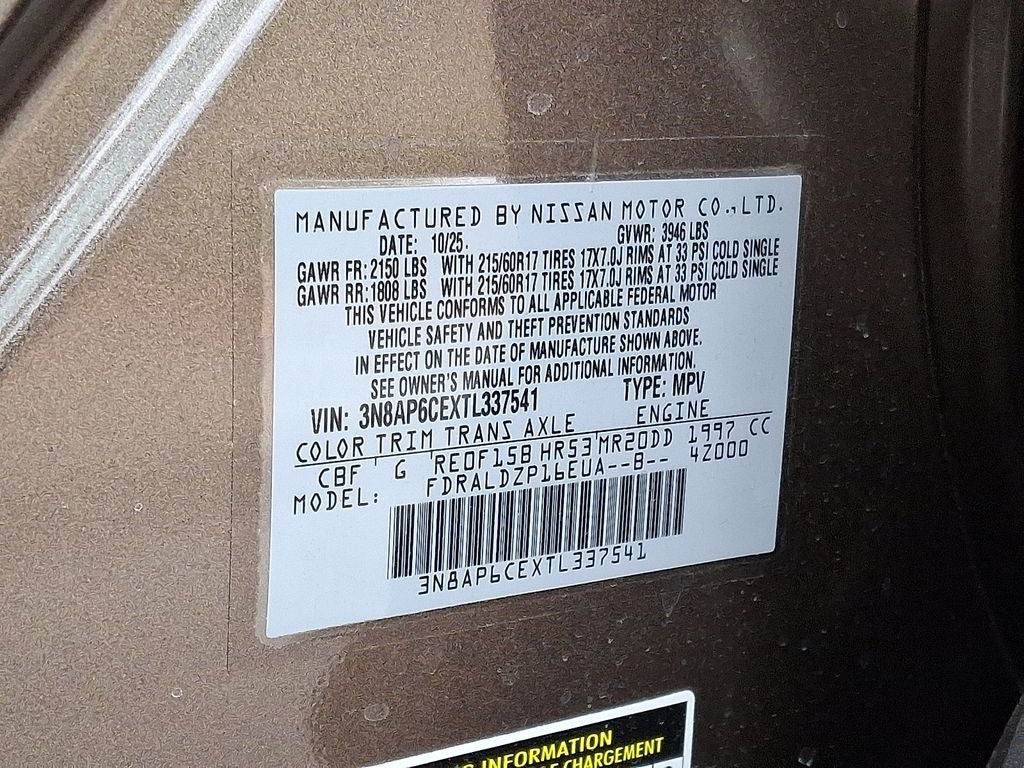 MANUFACTURED BY NISSAN MOTOR CO., LTD.
DATE: 10/25. GVWR: 3946 LBS
GAWR FR: 2150 LBS WITH 215/60R17 TIRES 17X7.0J RIMS AT 33 PSI COLD SINGLE
GAWR RR: 1808 LBS WITH 215/60R17 TIRES 17X7.0J RIMS AT 33 PSI COLD SINGLE
THIS VEHICLE CONFORMS TO ALL APPLICABLE FEDERAL MOTOR
VEHICLE SAFETY AND THEFT PREVENTION STANDARDS
IN EFFECT ON THE DATE OF MANUFACTURE SHOWN ABOVE.
SEE OWNER'S MANUAL FOR ADDITIONAL INFORMATION.
VIN: 3N8AP6CEXTL337541 TYPE: MPV
COLOR TRIM TRANS AXLE ENGINE
CBF G RE0F15B HR53 MR20DD 1997 CC
MODEL: FDRALDZP16EUA--B-- 42000
3N8AP6CEXTL337541
INFORMATION
CHARGEMENT